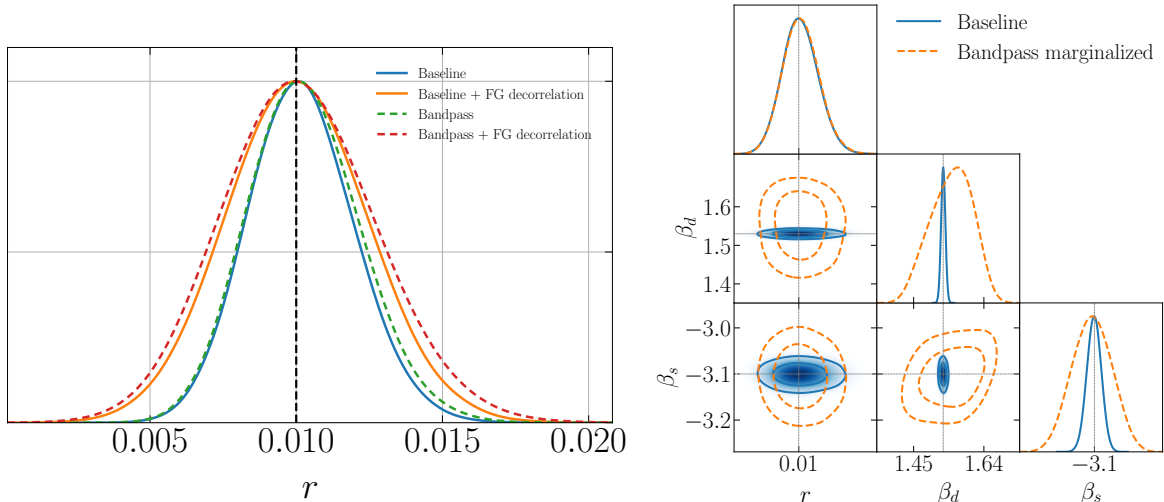 Baseline
Baseline + FG decorrelation
Bandpass
Bandpass + FG decorrelation
0.005
0.010
0.015
0.020
r
Baseline
Bandpass marginalized
β_d
1.6
1.5
1.4
β_s
−3.0
−3.1
−3.2
0.01
1.45
1.64
−3.1
r
β_d
β_s